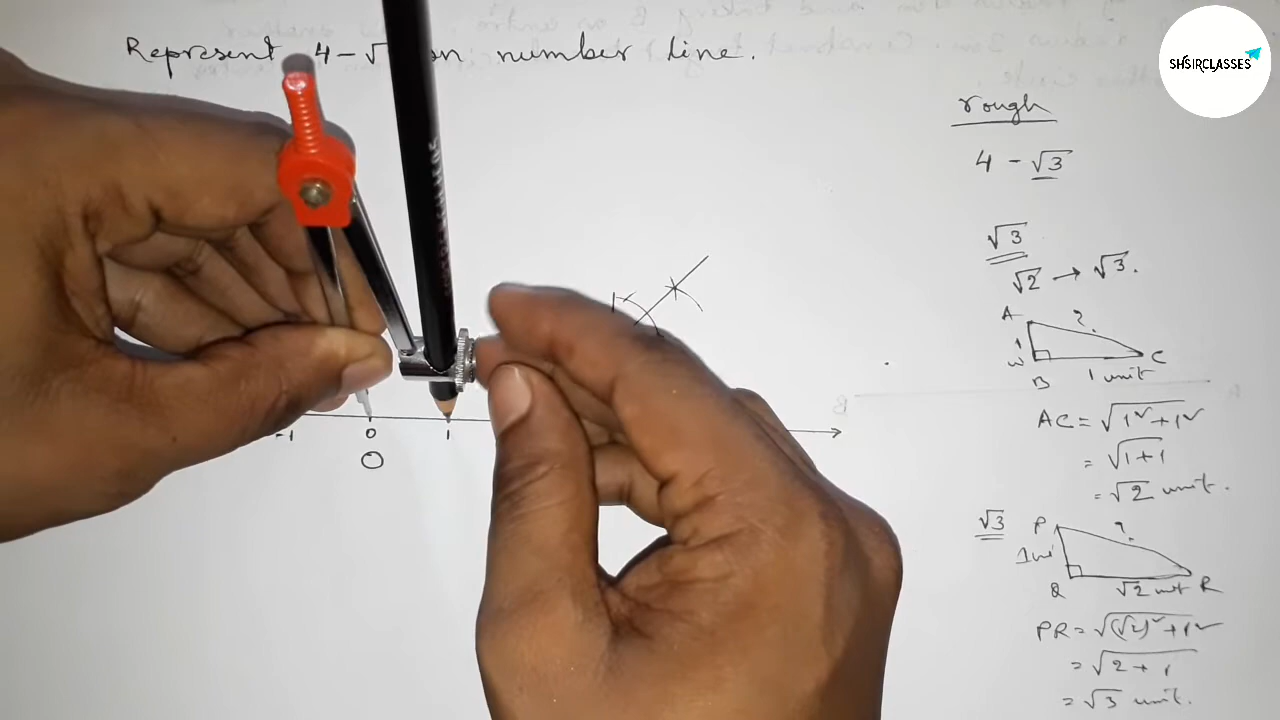 Represent 4 - √ on number line.
SHSIRCLASSES
rough
4 - √3
√3
√2 → √3.
A ?
1
B 1 unit C
-1 0 1
O
AC = √1² + 1²
= √1 + 1
= √2 unit.
√3 P ?
Q √2 unit R
PR = √(√2)² + 1²
= √2 + 1
= √3 unit.